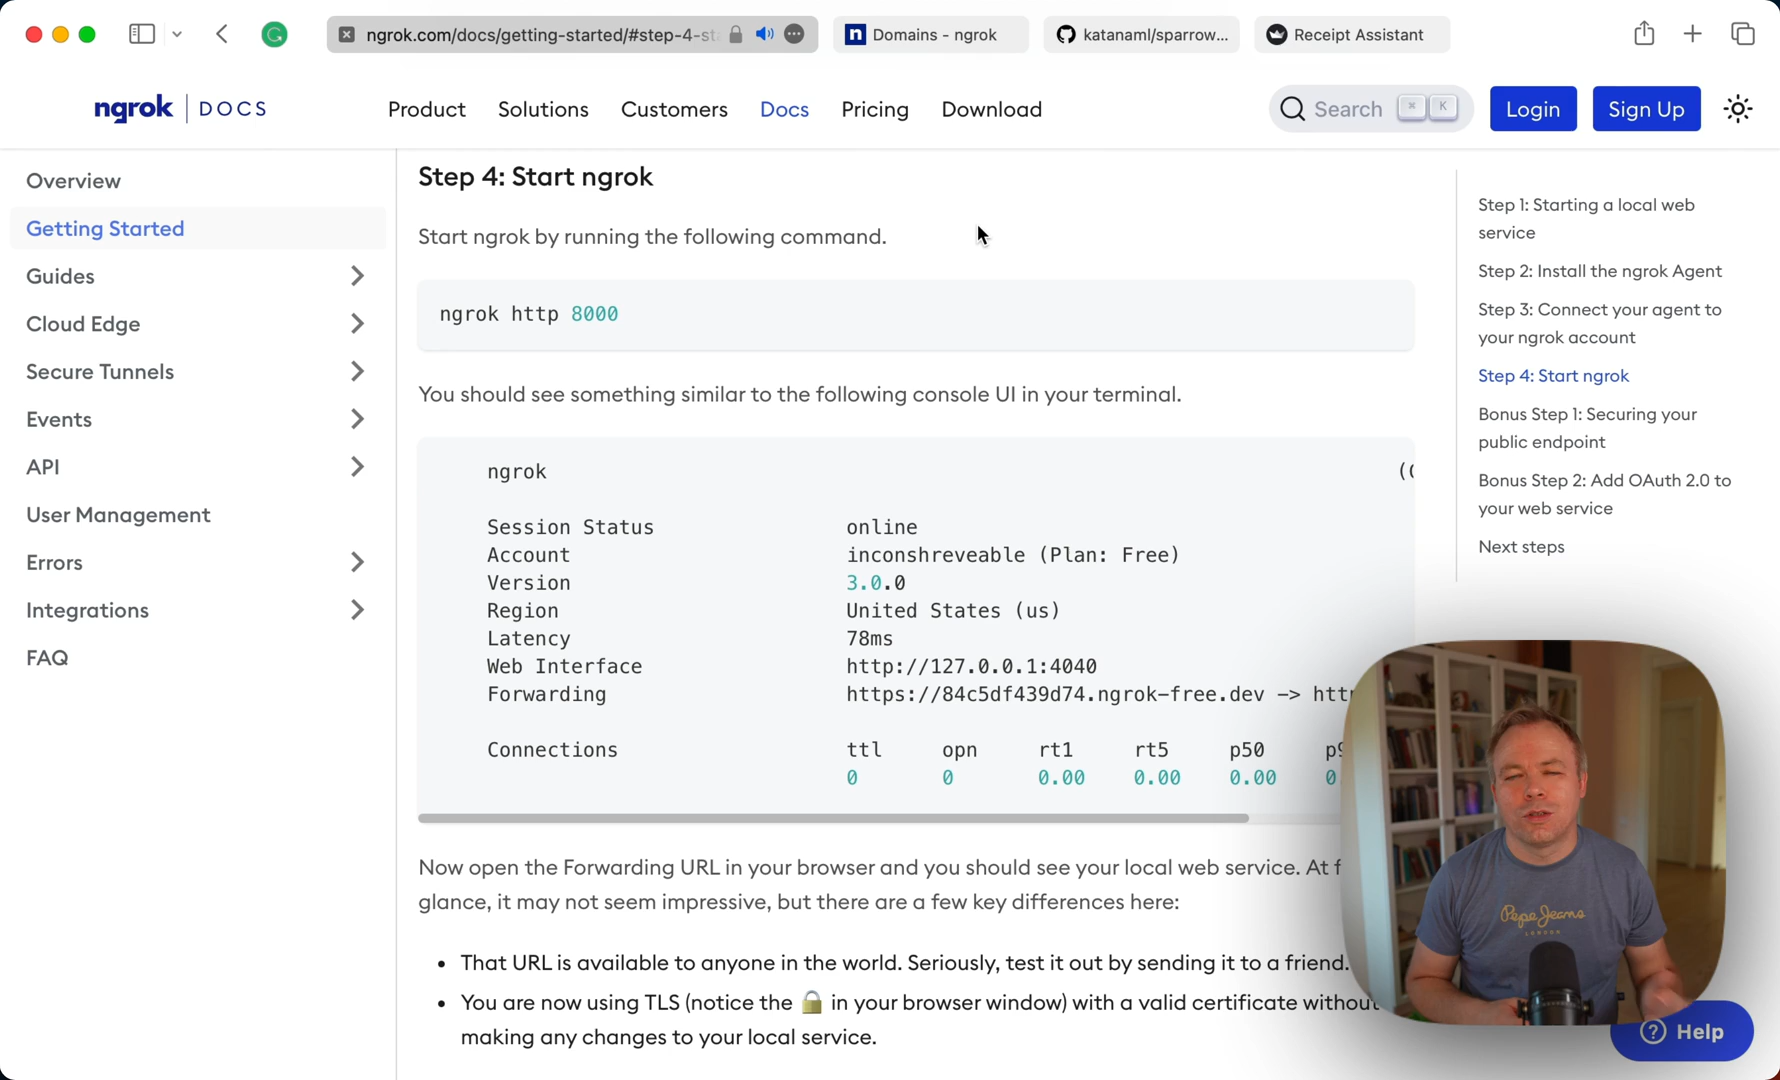 ngrok.com/docs/getting-started/#step-4-st
Domains - ngrok
katanaml/sparrow...
Receipt Assistant
ngrok DOCS
Product
Solutions
Customers
Docs
Pricing
Download
Search ⌘ K
Login
Sign Up
Overview
Getting Started
Guides
Cloud Edge
Secure Tunnels
Events
API
User Management
Errors
Integrations
FAQ
Step 4: Start ngrok
Start ngrok by running the following command.
ngrok http 8000
You should see something similar to the following console UI in your terminal.
ngrok (C
Session Status online
Account inconshreveable (Plan: Free)
Version 3.0.0
Region United States (us)
Latency 78ms
Web Interface http://127.0.0.1:4040
Forwarding https://84c5df439d74.ngrok-free.dev -> htt
Connections ttl opn rt1 rt5 p50 p9
0 0 0.00 0.00 0.00 0
Now open the Forwarding URL in your browser and you should see your local web service. At f
glance, it may not seem impressive, but there are a few key differences here:
• That URL is available to anyone in the world. Seriously, test it out by sending it to a friend.
• You are now using TLS (notice the 🔒 in your browser window) with a valid certificate without
making any changes to your local service.
Step 1: Starting a local web
service
Step 2: Install the ngrok Agent
Step 3: Connect your agent to
your ngrok account
Step 4: Start ngrok
Bonus Step 1: Securing your
public endpoint
Bonus Step 2: Add OAuth 2.0 to
your web service
Next steps
Pepe Jeans
LONDON
Help